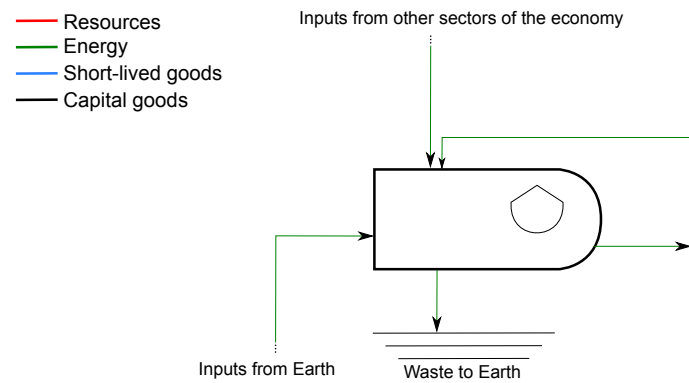 Resources
Energy
Short-lived goods
Capital goods
Inputs from other sectors of the economy
Inputs from Earth
Waste to Earth